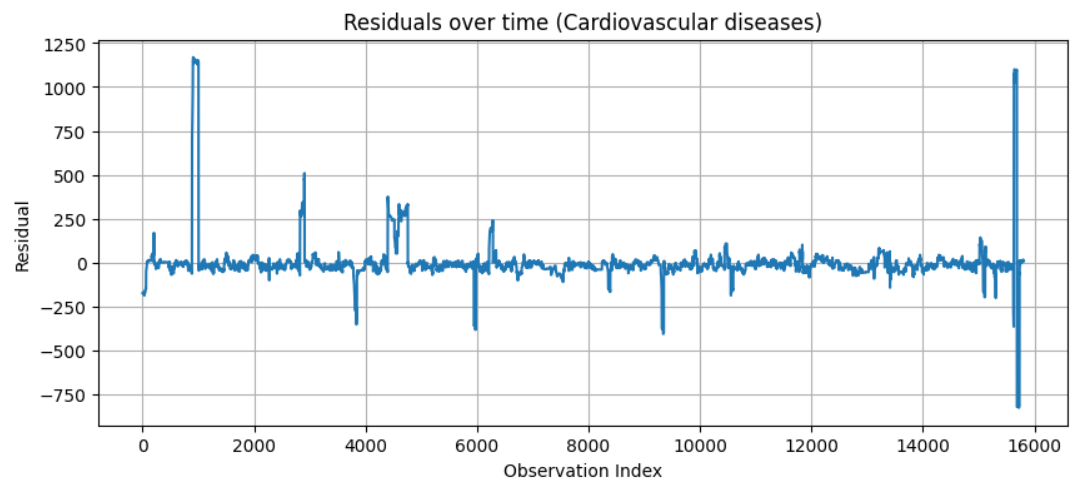 Residuals over time (Cardiovascular diseases)
Residual
1250
1000
750
500
250
0
−250
−500
−750
0 2000 4000 6000 8000 10000 12000 14000 16000
Observation Index